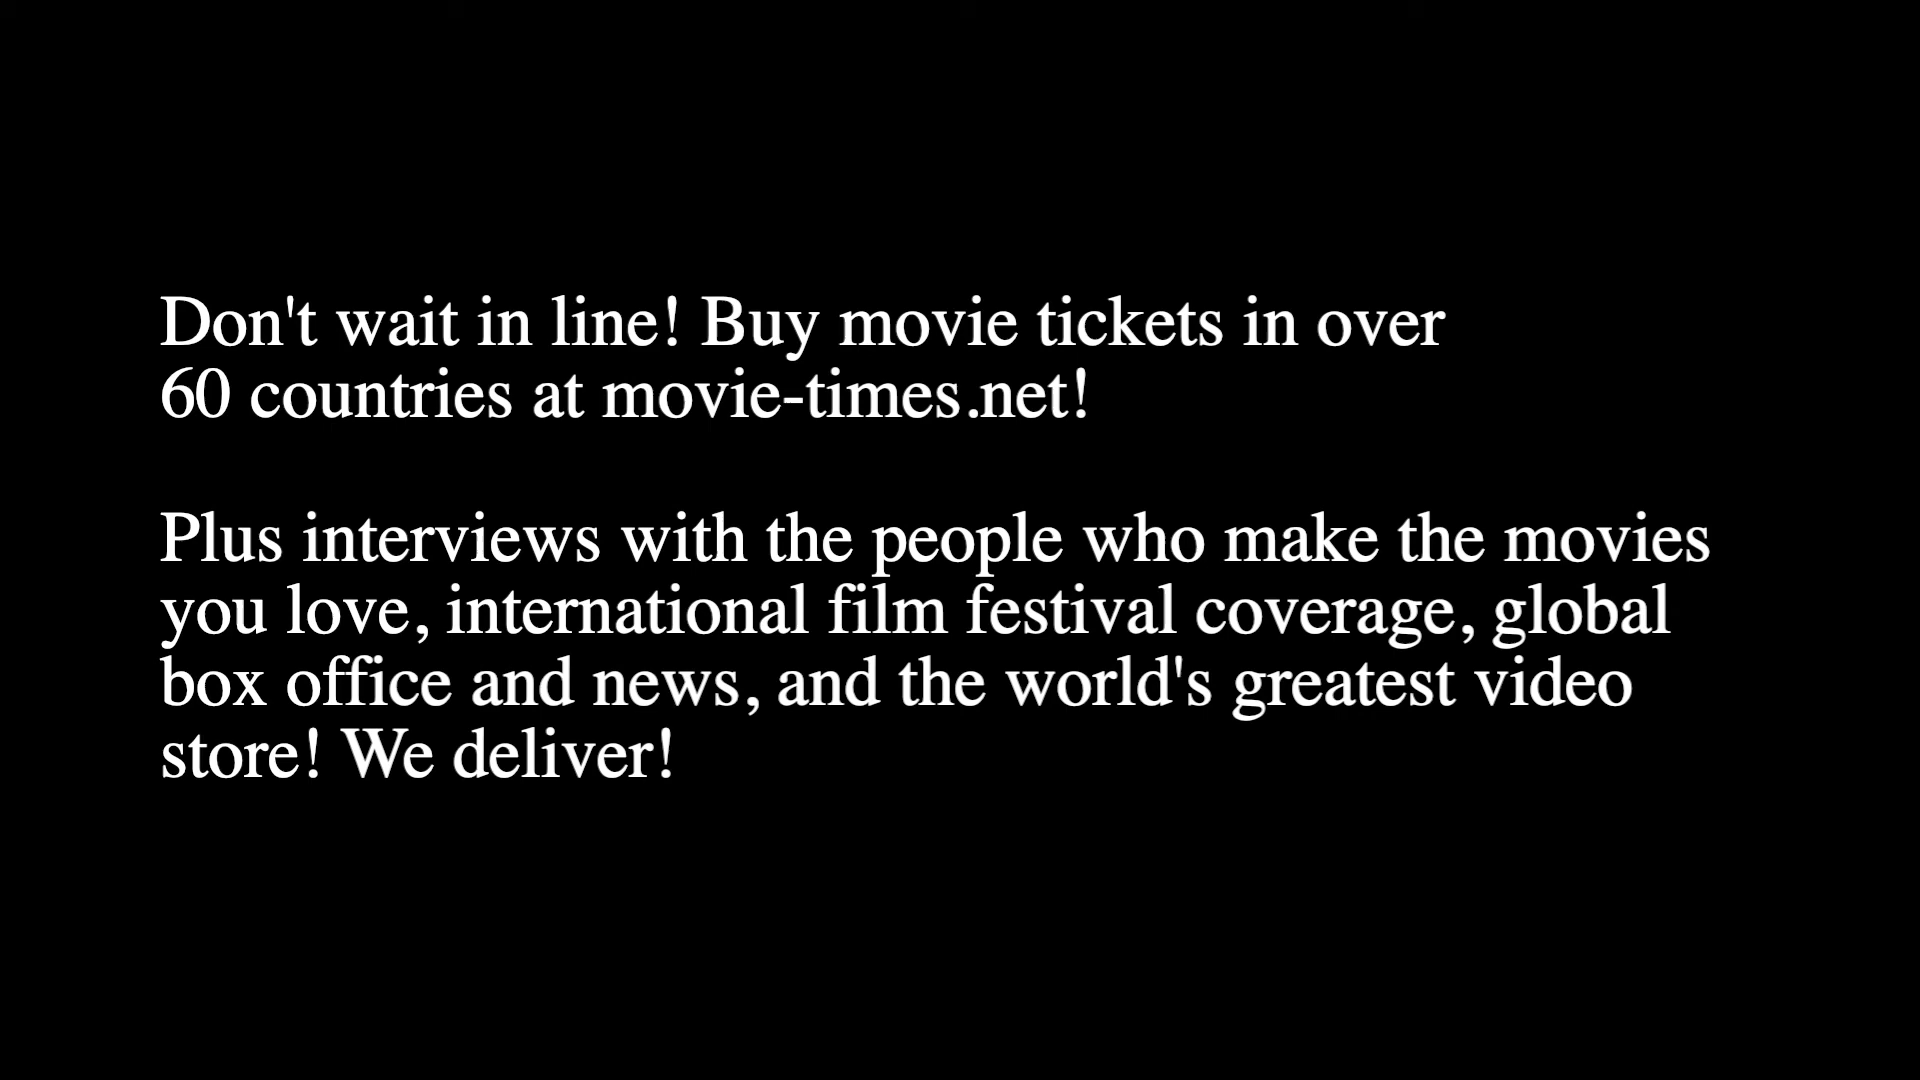 Don't wait in line! Buy movie tickets in over
60 countries at movie-times.net!
Plus interviews with the people who make the movies
you love, international film festival coverage, global
box office and news, and the world's greatest video
store! We deliver!